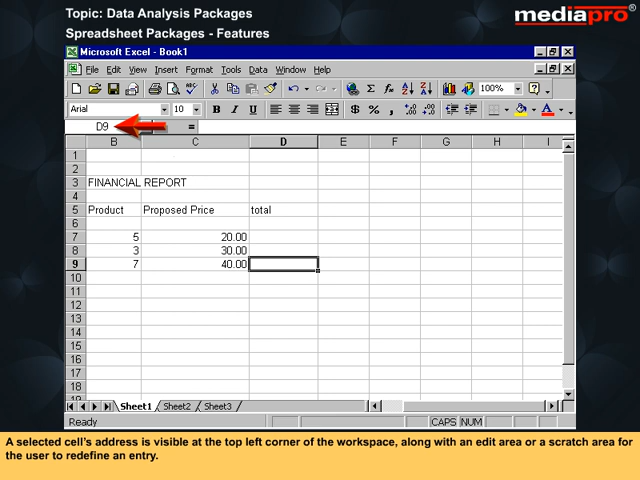 Topic: Data Analysis Packages
mediapro®
Spreadsheet Packages - Features
Microsoft Excel - Book1
File Edit View Insert Format Tools Data Window Help
100%
Arial 10 B I U $ % ,
D9 =
B C D E F G H I
1
2
3 FINANCIAL REPORT
4
5 Product Proposed Price total
6
7 5 20.00
8 3 30.00
9 7 40.00
10
11
12
13
14
15
16
17
18
19
Sheet1 Sheet2 Sheet3
Ready CAPS NUM
A selected cell's address is visible at the top left corner of the workspace, along with an edit area or a scratch area for
the user to redefine an entry.